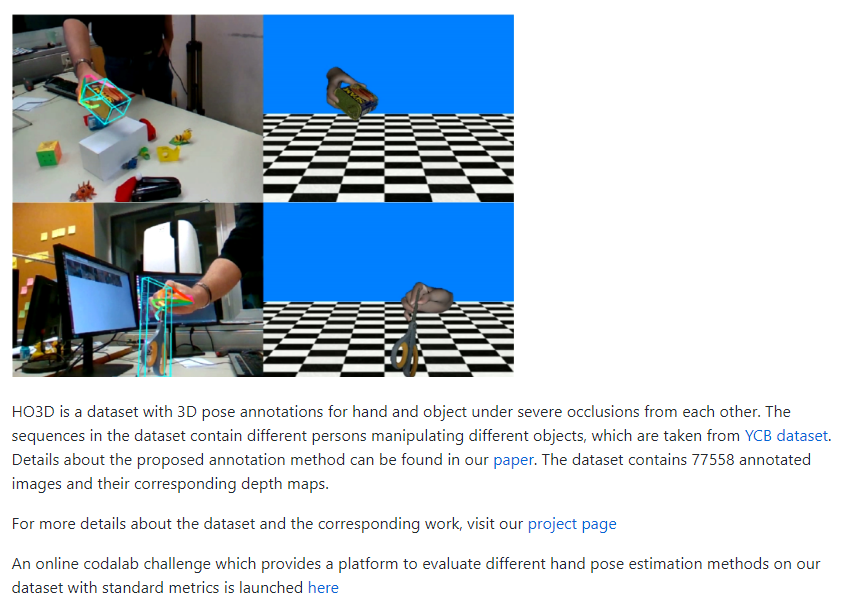 HO3D is a dataset with 3D pose annotations for hand and object under severe occlusions from each other. The
sequences in the dataset contain different persons manipulating different objects, which are taken from YCB dataset.
Details about the proposed annotation method can be found in our paper. The dataset contains 77558 annotated
images and their corresponding depth maps.
For more details about the dataset and the corresponding work, visit our project page
An online codalab challenge which provides a platform to evaluate different hand pose estimation methods on our
dataset with standard metrics is launched here